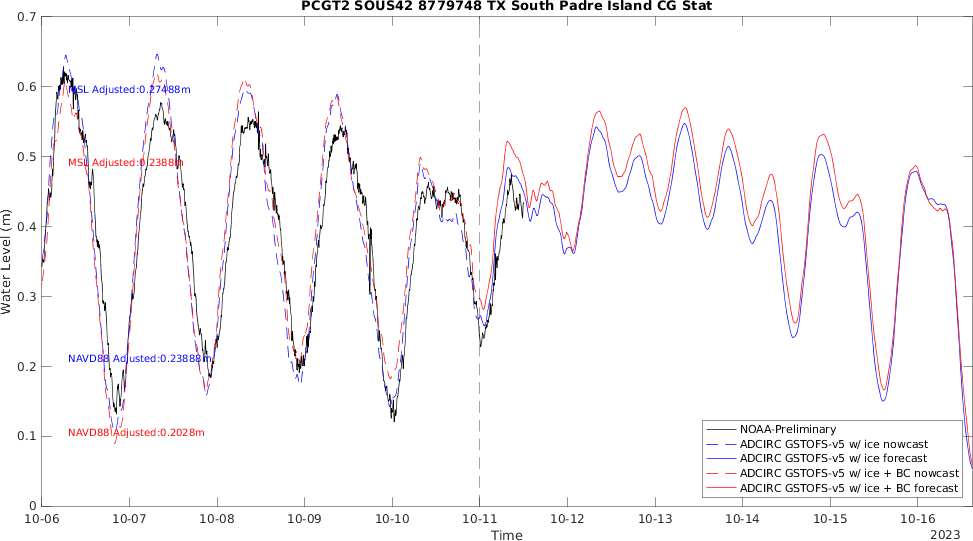 PCGT2 SOUS42 8779748 TX South Padre Island CG Stat
0.7
0.6
0.5
0.4
0.3
0.2
0.1
0
Water Level (m)
MSL Adjusted:0.27488m
MSL Adjusted:0.2388m
NAVD88 Adjusted:0.23888m
NAVD88 Adjusted:0.2028m
NOAA-Preliminary
ADCIRC GSTOFS-v5 w/ ice nowcast
ADCIRC GSTOFS-v5 w/ ice forecast
ADCIRC GSTOFS-v5 w/ ice + BC nowcast
ADCIRC GSTOFS-v5 w/ ice + BC forecast
10-06 10-07 10-08 10-09 10-10 10-11 10-12 10-13 10-14 10-15 10-16
Time
2023